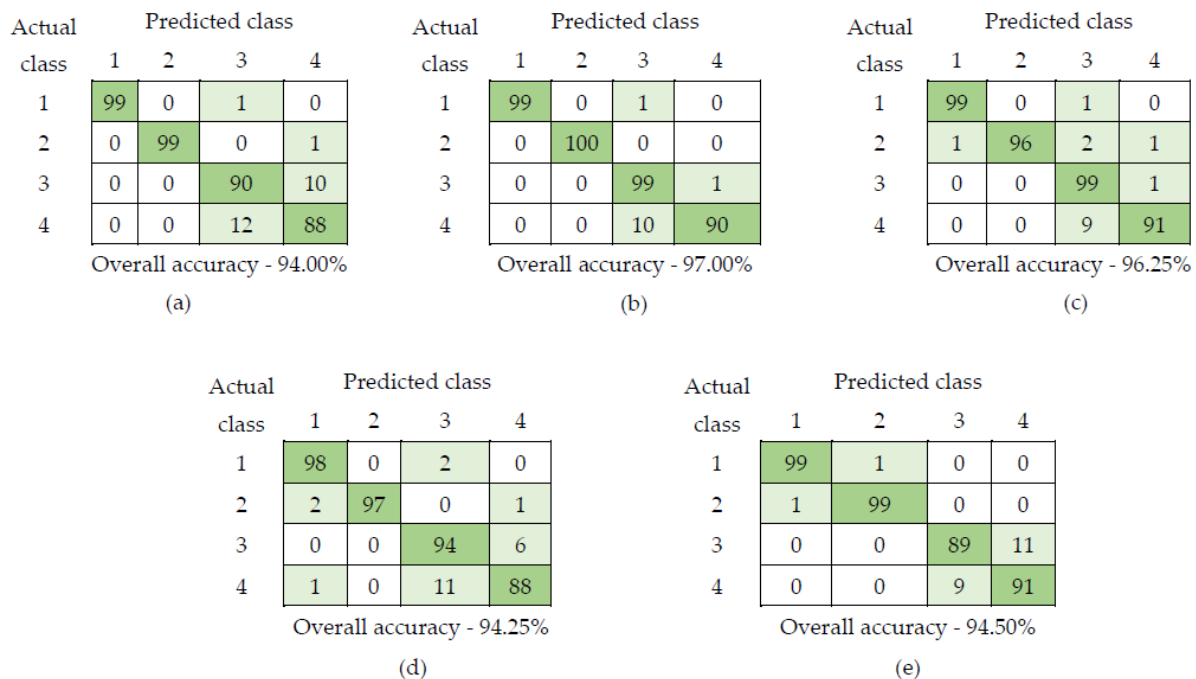 Actual Predicted class
class 1 2 3 4
1 99 0 1 0
2 0 99 0 1
3 0 0 90 10
4 0 0 12 88
Overall accuracy - 94.00%
(a)
Actual Predicted class
class 1 2 3 4
1 99 0 1 0
2 0 100 0 0
3 0 0 99 1
4 0 0 10 90
Overall accuracy - 97.00%
(b)
Actual Predicted class
class 1 2 3 4
1 99 0 1 0
2 1 96 2 1
3 0 0 99 1
4 0 0 9 91
Overall accuracy - 96.25%
(c)
Actual Predicted class
class 1 2 3 4
1 98 0 2 0
2 2 97 0 1
3 0 0 94 6
4 1 0 11 88
Overall accuracy - 94.25%
(d)
Actual Predicted class
class 1 2 3 4
1 99 1 0 0
2 1 99 0 0
3 0 0 89 11
4 0 0 9 91
Overall accuracy - 94.50%
(e)